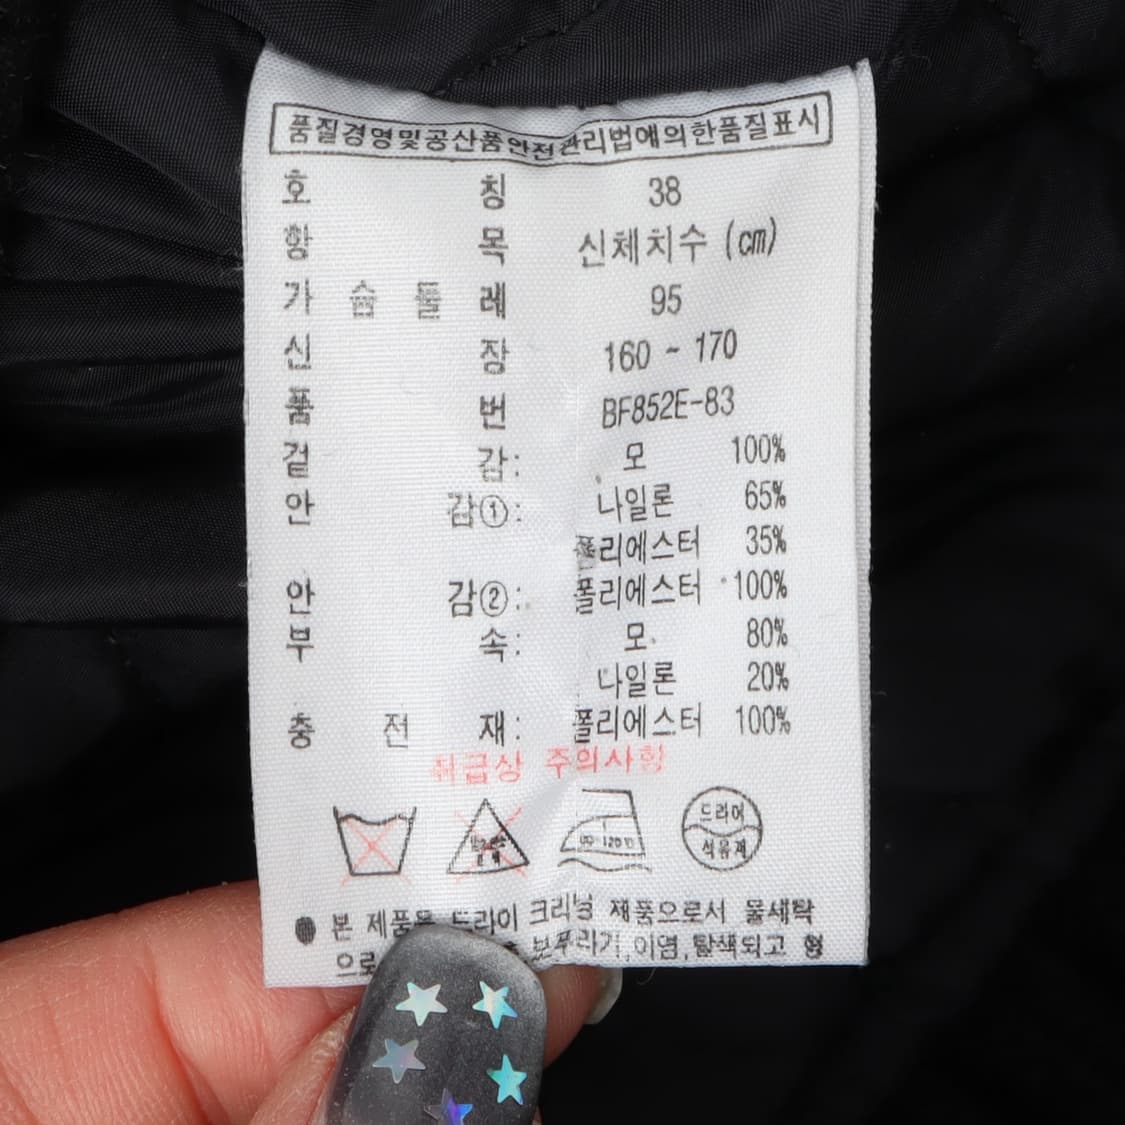 품질경영및공산품안전관리법에의한품질표시
호칭 38
항목 신체치수 (cm)
가슴둘레 95
신장 160 ~ 170
품번 BF852E-83
겉감: 모 100%
안감①: 나일론 65%
폴리에스터 35%
안감②: 폴리에스터 100%
부속: 모 80%
나일론 20%
충전재: 폴리에스터 100%
취급상 주의사항
드라이
석유제
● 본 제품은 드라이 크리닝 제품으로서 물세탁
으로 보푸라기,이염,탈색되고 형